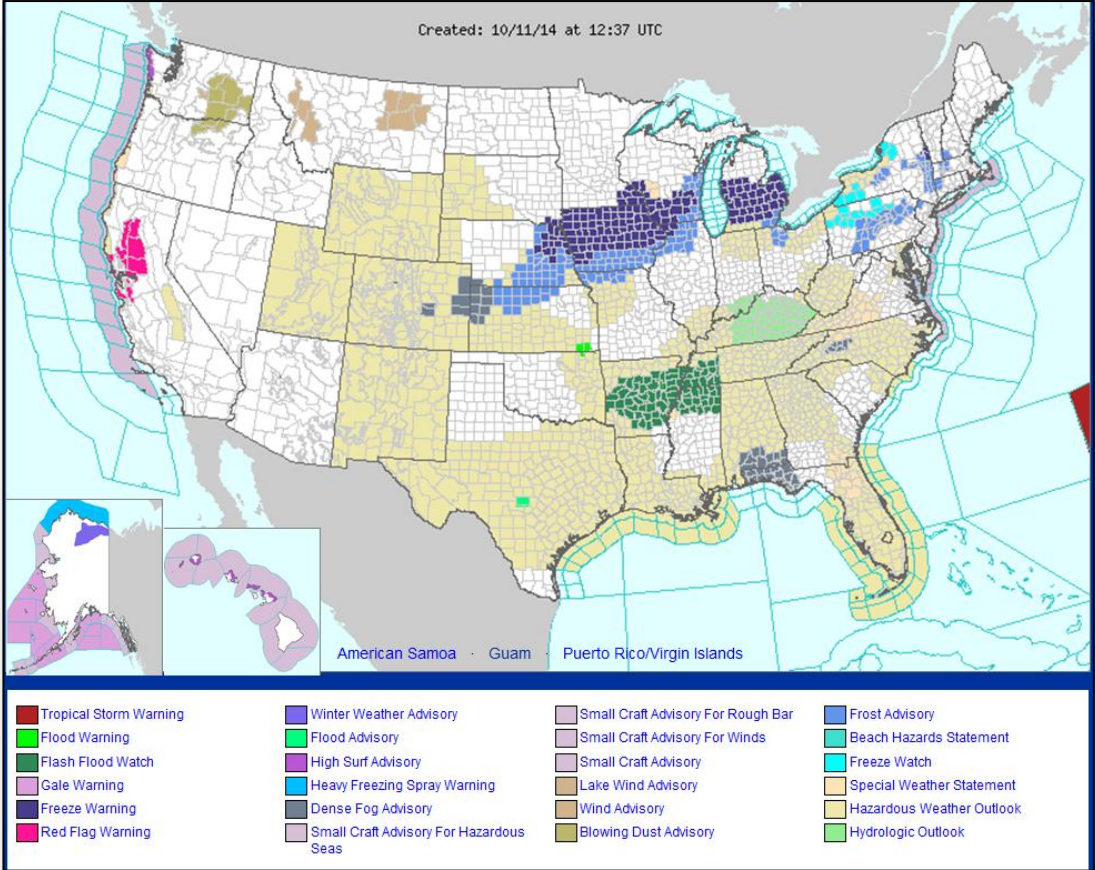 Created: 10/11/14 at 12:37 UTC
American Samoa · Guam · Puerto Rico/Virgin Islands
Tropical Storm Warning
Flood Warning
Flash Flood Watch
Gale Warning
Freeze Warning
Red Flag Warning
Winter Weather Advisory
Flood Advisory
High Surf Advisory
Heavy Freezing Spray Warning
Dense Fog Advisory
Small Craft Advisory For Hazardous
Seas
Small Craft Advisory For Rough Bar
Small Craft Advisory For Winds
Small Craft Advisory
Lake Wind Advisory
Wind Advisory
Blowing Dust Advisory
Frost Advisory
Beach Hazards Statement
Freeze Watch
Special Weather Statement
Hazardous Weather Outlook
Hydrologic Outlook